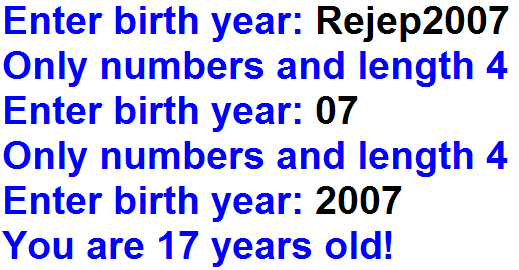 Enter birth year: Rejep2007
Only numbers and length 4
Enter birth year: 07
Only numbers and length 4
Enter birth year: 2007
You are 17 years old!